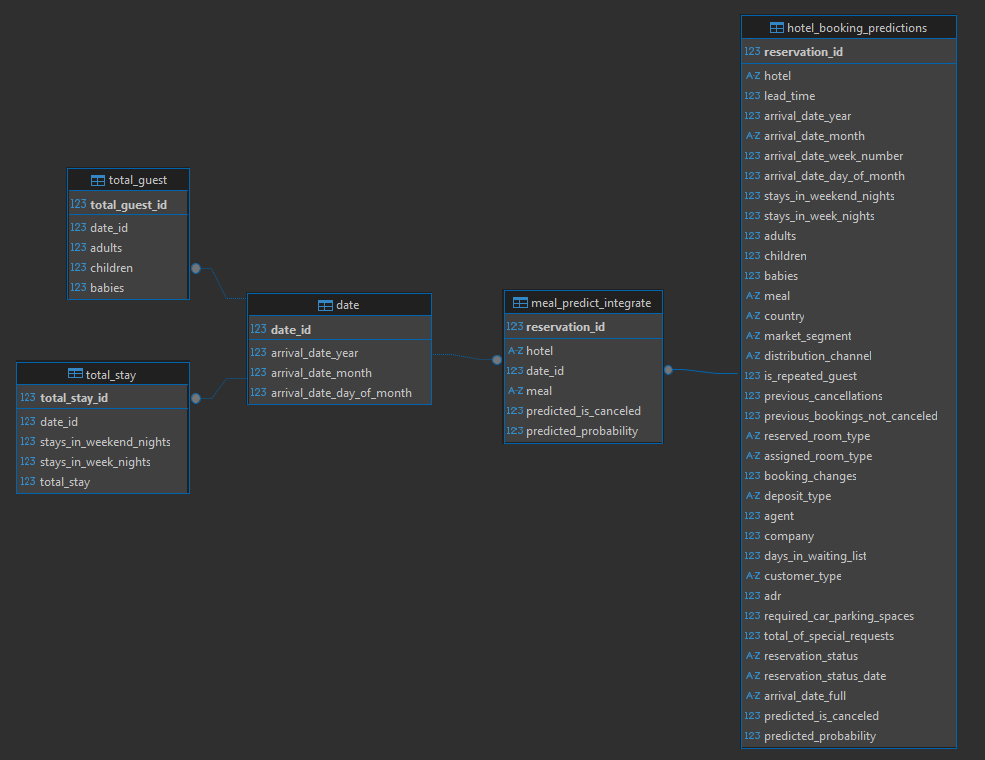 total_guest
123 total_guest_id
123 date_id
123 adults
123 children
123 babies
total_stay
123 total_stay_id
123 date_id
123 stays_in_weekend_nights
123 stays_in_week_nights
123 total_stay
date
123 date_id
123 arrival_date_year
123 arrival_date_month
123 arrival_date_day_of_month
meal_predict_integrate
123 reservation_id
A-Z hotel
123 date_id
A-Z meal
123 predicted_is_canceled
123 predicted_probability
hotel_booking_predictions
123 reservation_id
A-Z hotel
123 lead_time
123 arrival_date_year
A-Z arrival_date_month
123 arrival_date_week_number
123 arrival_date_day_of_month
123 stays_in_weekend_nights
123 stays_in_week_nights
123 adults
123 children
123 babies
A-Z meal
A-Z country
A-Z market_segment
A-Z distribution_channel
123 is_repeated_guest
123 previous_cancellations
123 previous_bookings_not_canceled
A-Z reserved_room_type
A-Z assigned_room_type
123 booking_changes
A-Z deposit_type
123 agent
123 company
123 days_in_waiting_list
A-Z customer_type
123 adr
123 required_car_parking_spaces
123 total_of_special_requests
A-Z reservation_status
A-Z reservation_status_date
A-Z arrival_date_full
123 predicted_is_canceled
123 predicted_probability